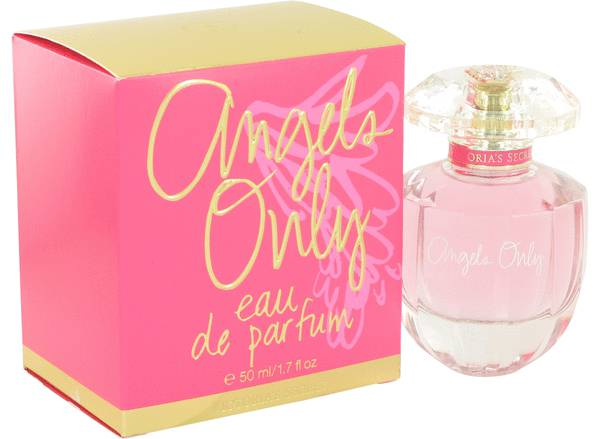 Angels
Only
eau
de parfum
e 50 ml/1.7 fl oz
ORIA'S SECR
Angels Only